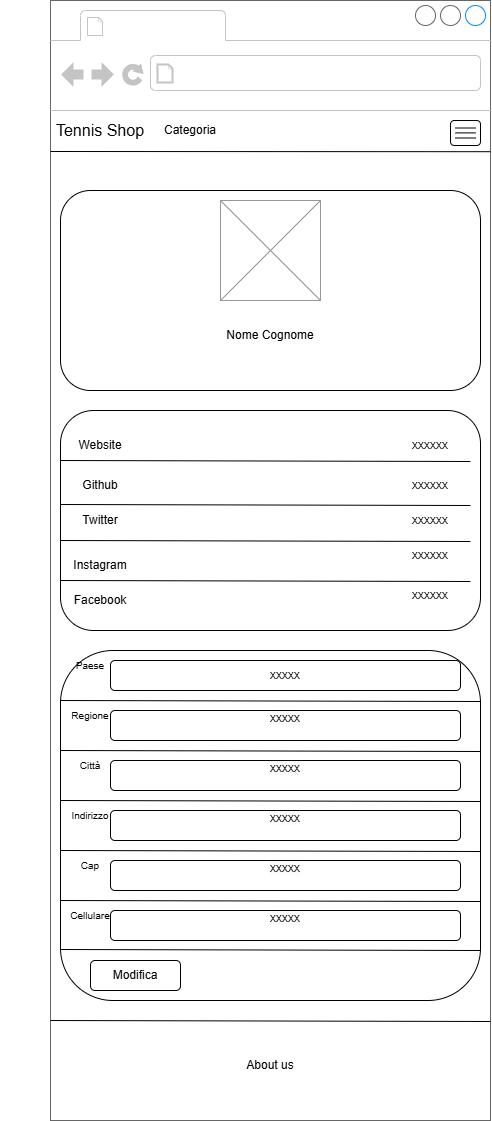 Tennis Shop Categoria
Nome Cognome
Website xxxxxx
Github xxxxxx
Twitter xxxxxx
Instagram xxxxxx
Facebook xxxxxx
Paese xxxxx
Regione xxxxx
Città xxxxx
Indirizzo xxxxx
Cap xxxxx
Cellulare xxxxx
Modifica
About us